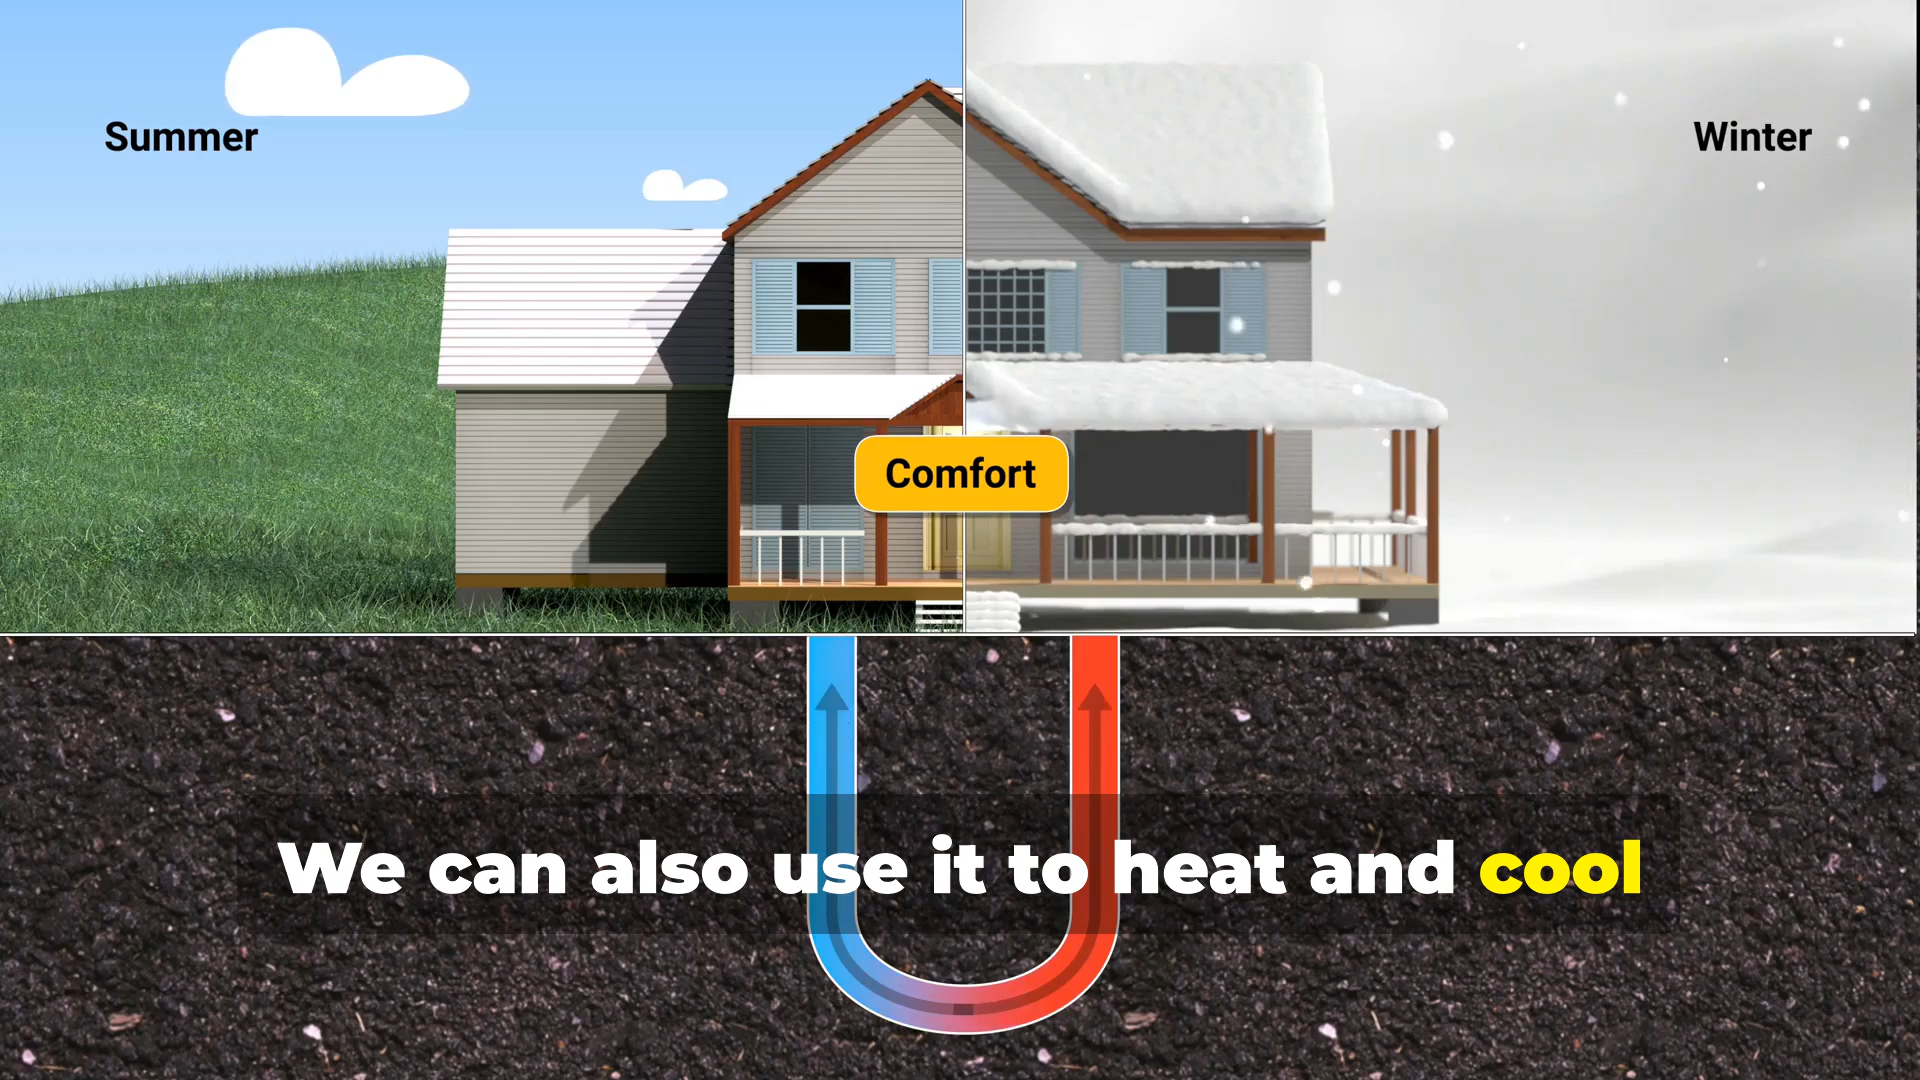 Summer
Winter
Comfort
We can also use it to heat and cool